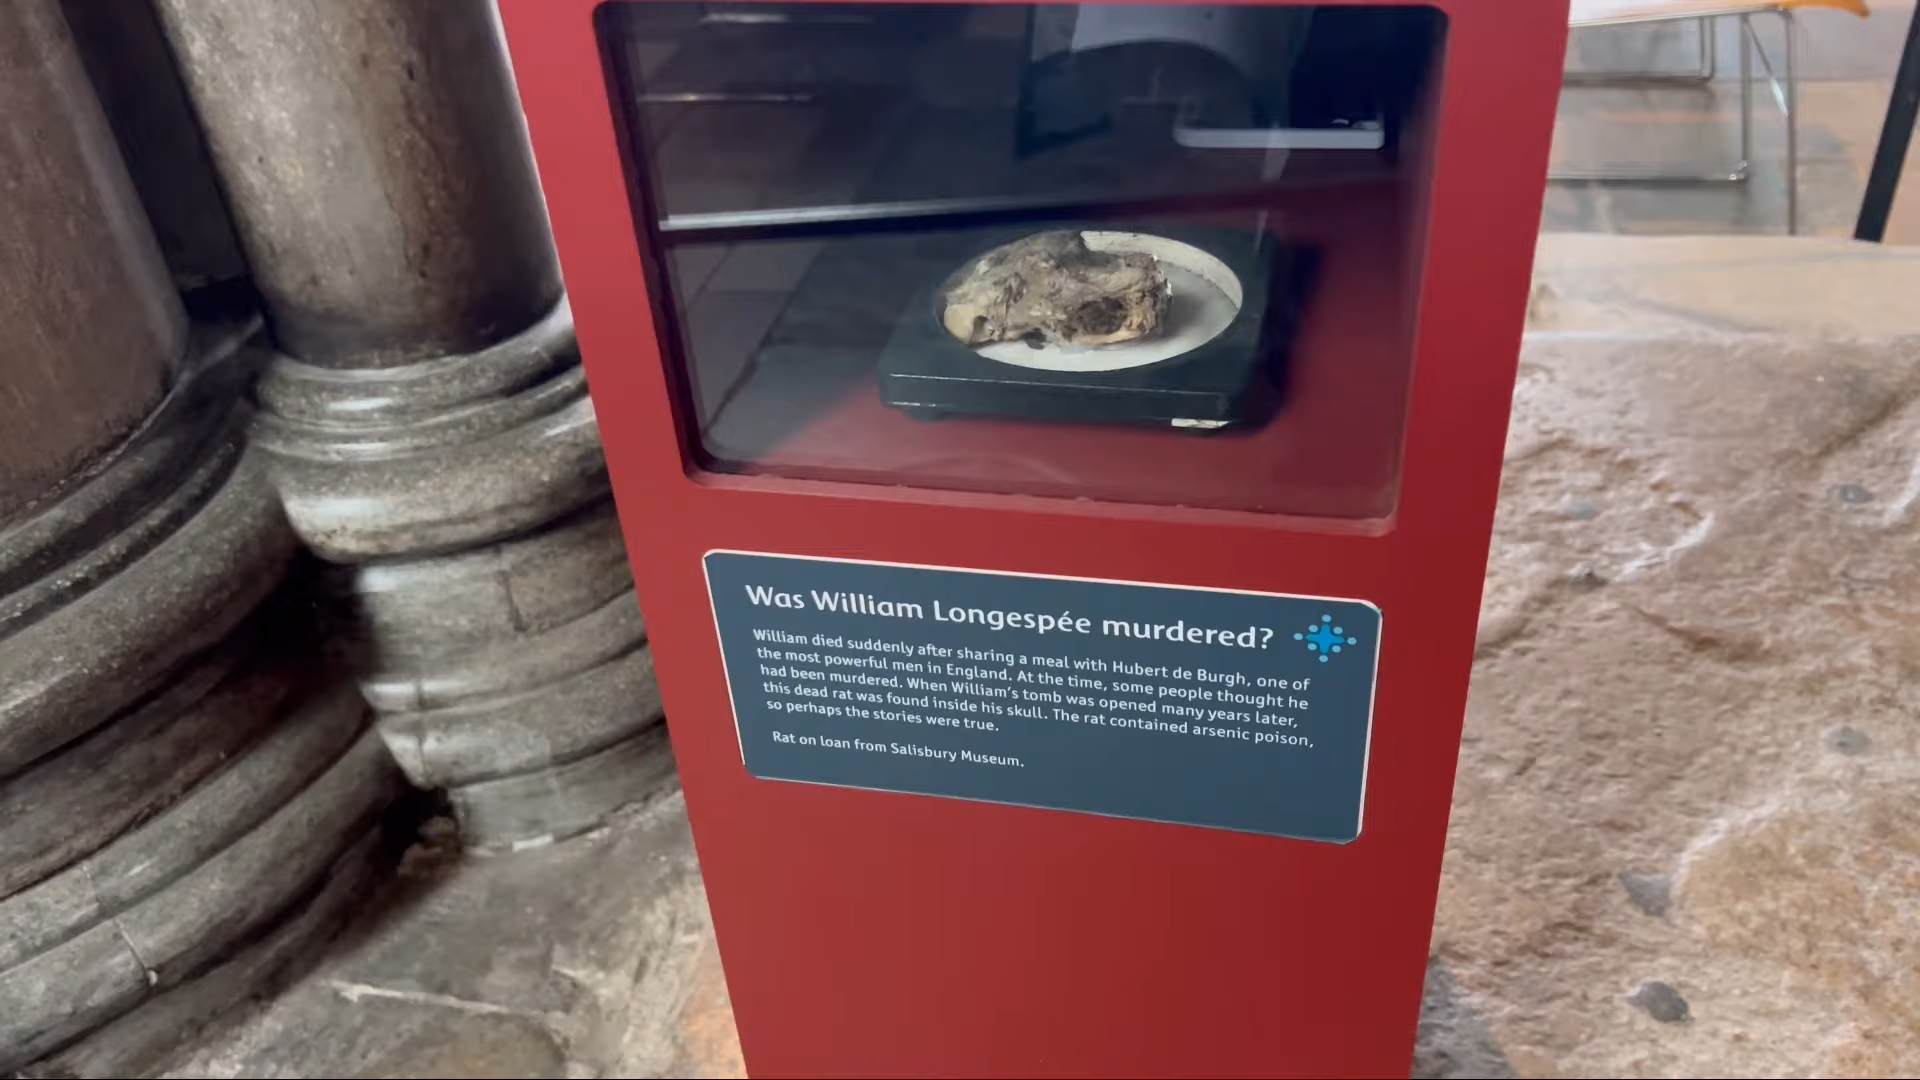 Was William Longespée murdered?
William died suddenly after sharing a meal with Hubert de Burgh, one of
the most powerful men in England. At the time, some people thought he
had been murdered. When William's tomb was opened many years later,
this dead rat was found inside his skull. The rat contained arsenic poison,
so perhaps the stories were true.
Rat on loan from Salisbury Museum.